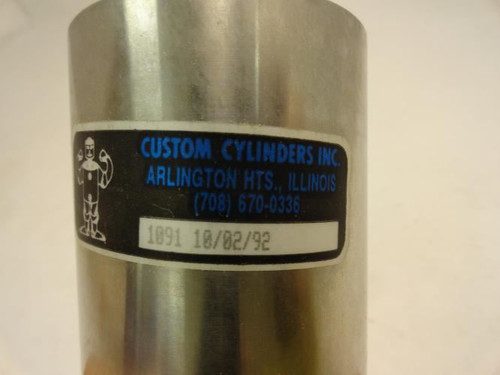 CUSTOM CYLINDERS INC.
ARLINGTON HTS., ILLINOIS
(708) 670-0336
1091 10/02/92